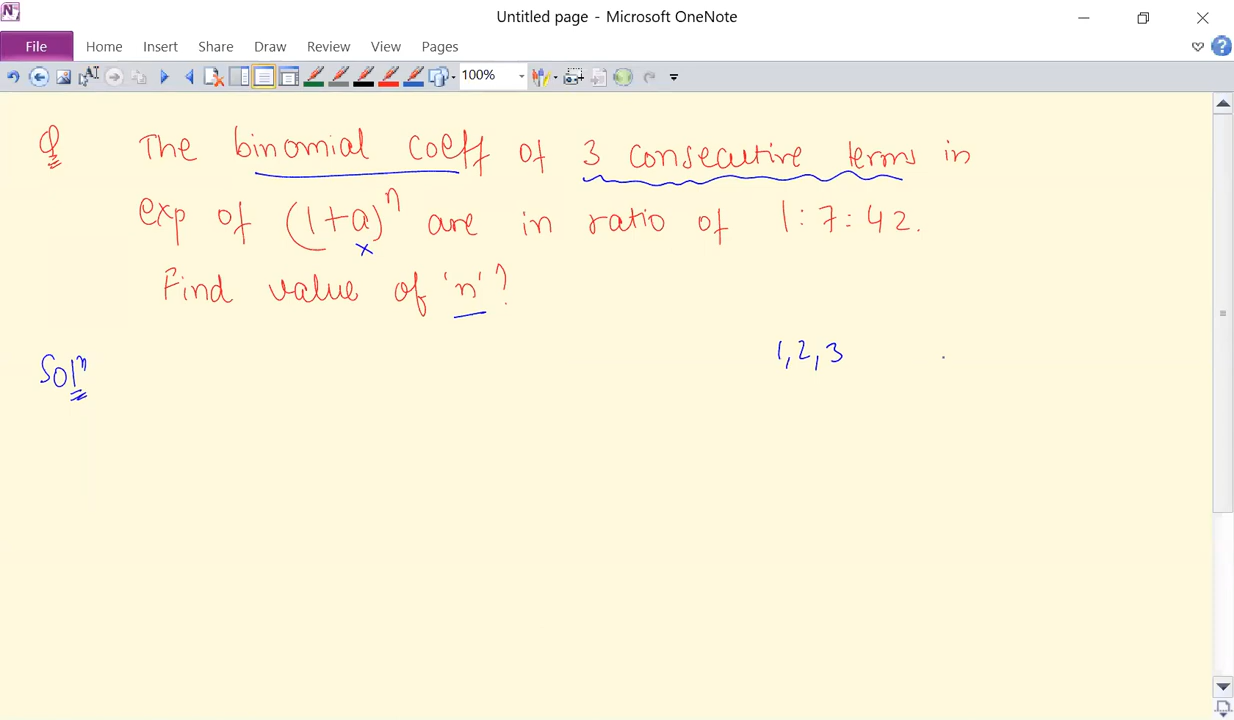 Untitled page - Microsoft OneNote
File Home Insert Share Draw Review View Pages
100%
Q The binomial coeff of 3 consecutive terms in
exp of (1+a)^n are in ratio of 1:7:42.
x
Find value of 'n'?
Sol^n 1, 2, 3